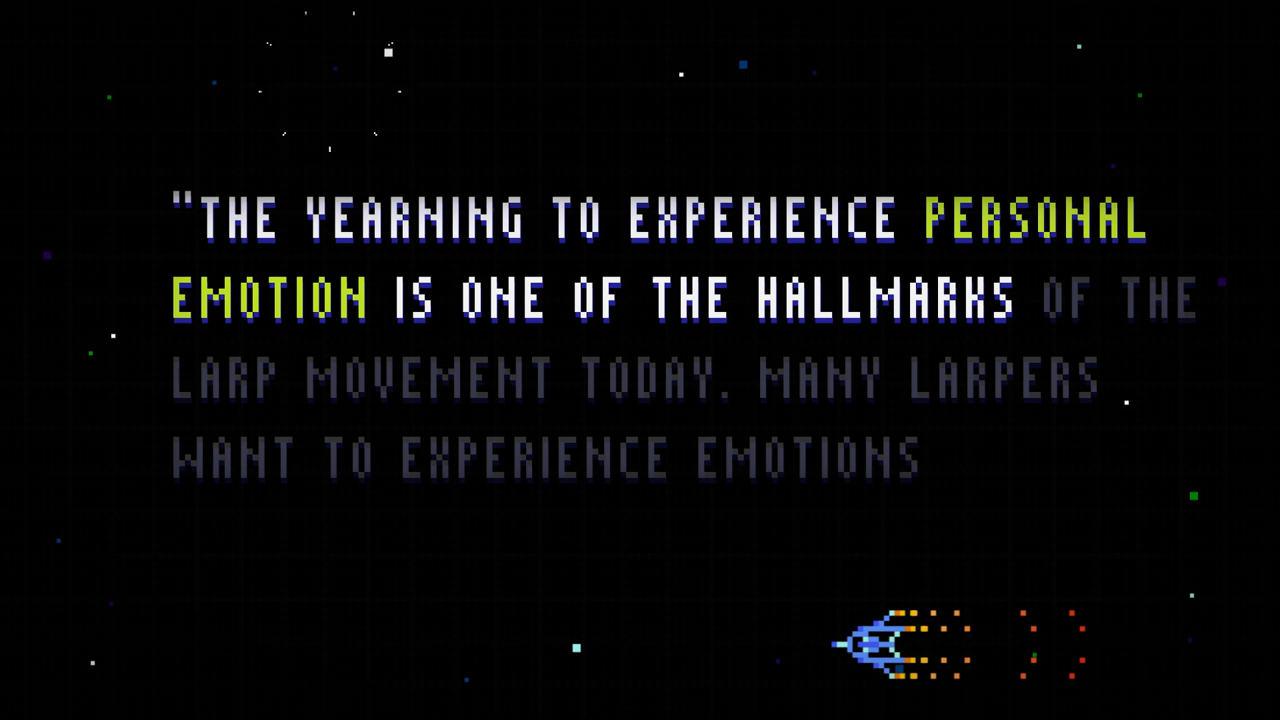 "THE YEARNING TO EXPERIENCE PERSONAL
EMOTION IS ONE OF THE HALLMARKS OF THE
LARP MOVEMENT TODAY. MANY LARPERS
WANT TO EXPERIENCE EMOTIONS